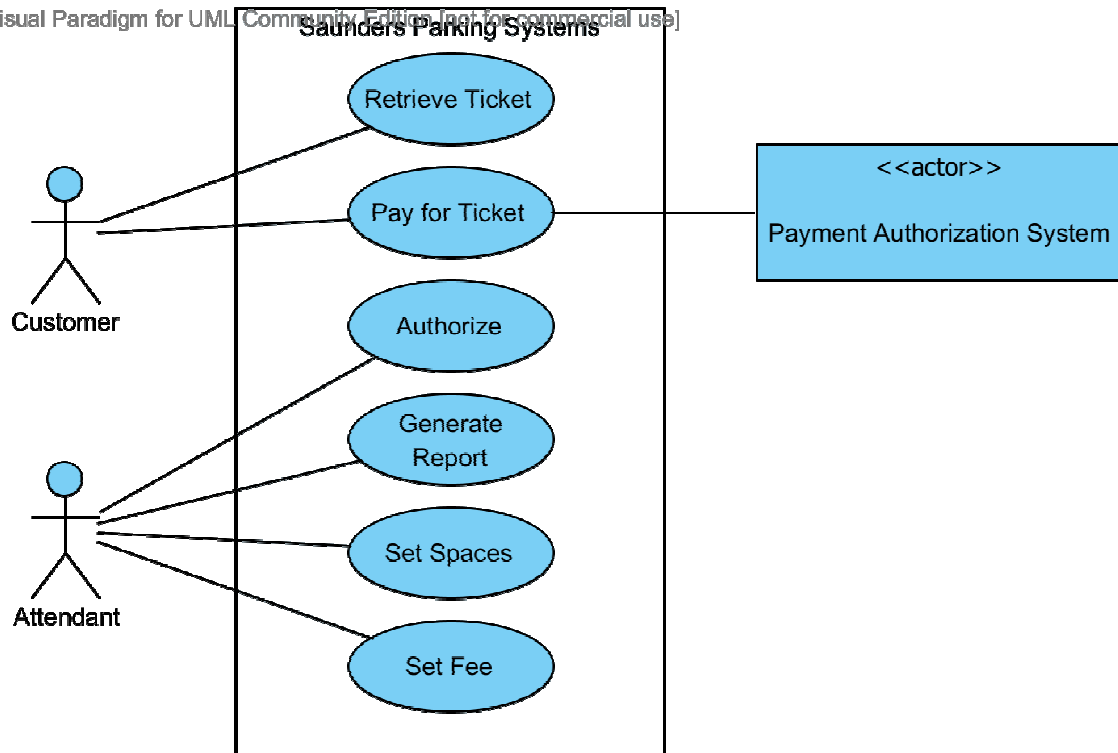 isual Paradigm for UML Community Edition [not for commercial use]
Saunders Parking Systems
Retrieve Ticket
<<actor>>
Pay for Ticket
Payment Authorization System
Authorize
Customer
Generate
Report
Set Spaces
Attendant
Set Fee